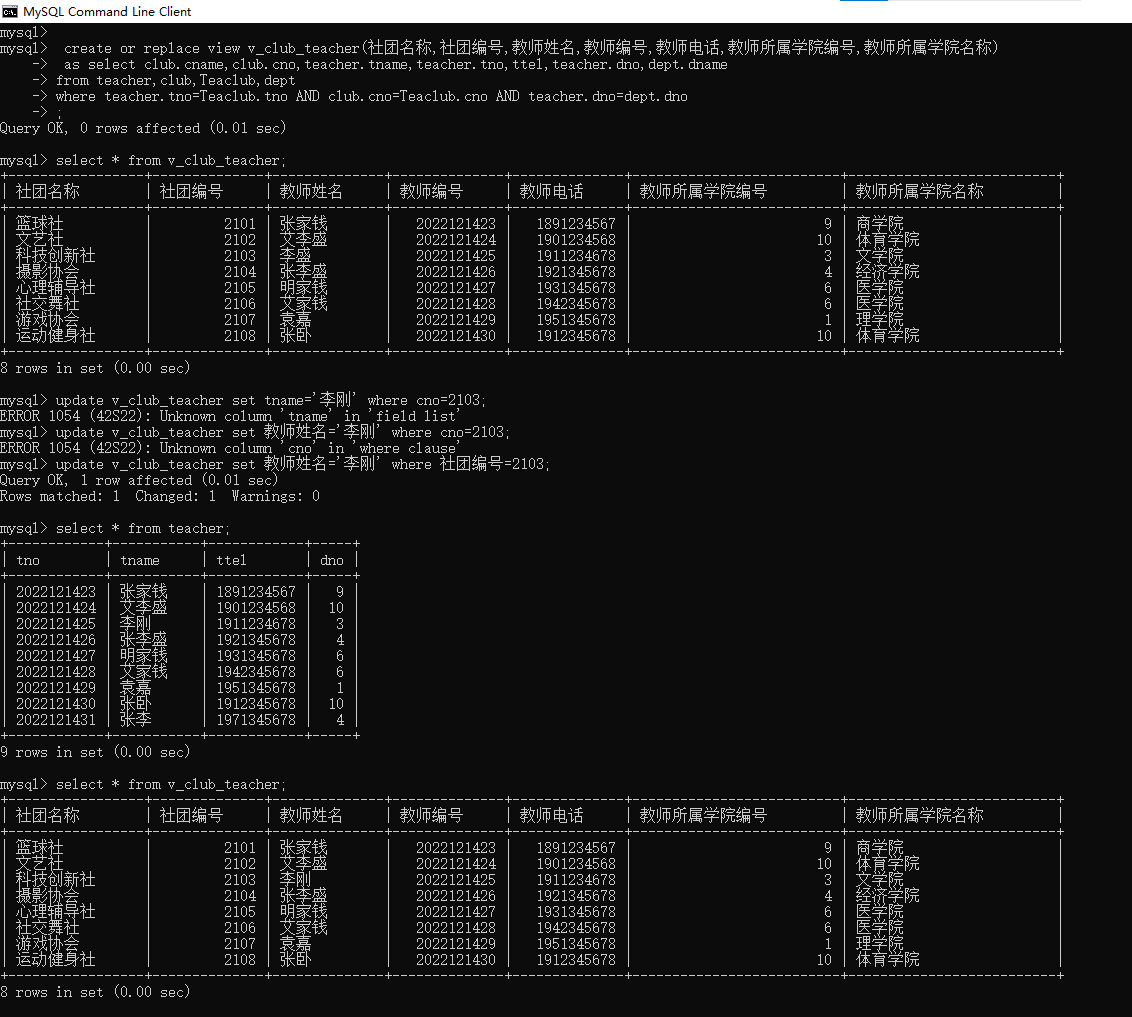 MySQL Command Line Client
mysql>
mysql>  create or replace view v_club_teacher(社团名称,社团编号,教师姓名,教师编号,教师电话,教师所属学院编号,教师所属学院名称)
    ->  as select club.cname,club.cno,teacher.tname,teacher.tno,ttel,teacher.dno,dept.dname
    -> from teacher,club,Teaclub,dept
    -> where teacher.tno=Teaclub.tno AND club.cno=Teaclub.cno AND teacher.dno=dept.dno
    -> ;
Query OK, 0 rows affected (0.01 sec)
mysql> select * from v_club_teacher;
| 社团名称 | 社团编号 | 教师姓名 | 教师编号 | 教师电话 | 教师所属学院编号 | 教师所属学院名称 |
| 篮球社 | 2101 | 张家钱 | 2022121423 | 1891234567 | 9 | 商学院 |
| 文艺社 | 2102 | 艾李盛 | 2022121424 | 1901234568 | 10 | 体育学院 |
| 科技创新社 | 2103 | 李盛 | 2022121425 | 1911234678 | 3 | 文学院 |
| 摄影协会 | 2104 | 张李盛 | 2022121426 | 1921345678 | 4 | 经济学院 |
| 心理辅导社 | 2105 | 明家钱 | 2022121427 | 1931345678 | 6 | 医学院 |
| 社交舞社 | 2106 | 艾家钱 | 2022121428 | 1942345678 | 6 | 医学院 |
| 游戏协会 | 2107 | 袁嘉 | 2022121429 | 1951345678 | 1 | 理学院 |
| 运动健身社 | 2108 | 张卧 | 2022121430 | 1912345678 | 10 | 体育学院 |
8 rows in set (0.00 sec)
mysql> update v_club_teacher set tname='李刚' where cno=2103;
ERROR 1054 (42S22): Unknown column 'tname' in 'field list'
mysql> update v_club_teacher set 教师姓名='李刚' where cno=2103;
ERROR 1054 (42S22): Unknown column 'cno' in 'where clause'
mysql> update v_club_teacher set 教师姓名='李刚' where 社团编号=2103;
Query OK, 1 row affected (0.01 sec)
Rows matched: 1  Changed: 1  Warnings: 0
mysql> select * from teacher;
| tno | tname | ttel | dno |
| 2022121423 | 张家钱 | 1891234567 | 9 |
| 2022121424 | 艾李盛 | 1901234568 | 10 |
| 2022121425 | 李刚 | 1911234678 | 3 |
| 2022121426 | 张李盛 | 1921345678 | 4 |
| 2022121427 | 明家钱 | 1931345678 | 6 |
| 2022121428 | 艾家钱 | 1942345678 | 6 |
| 2022121429 | 袁嘉 | 1951345678 | 1 |
| 2022121430 | 张卧 | 1912345678 | 10 |
| 2022121431 | 张李 | 1971345678 | 4 |
9 rows in set (0.00 sec)
mysql> select * from v_club_teacher;
| 社团名称 | 社团编号 | 教师姓名 | 教师编号 | 教师电话 | 教师所属学院编号 | 教师所属学院名称 |
| 篮球社 | 2101 | 张家钱 | 2022121423 | 1891234567 | 9 | 商学院 |
| 文艺社 | 2102 | 艾李盛 | 2022121424 | 1901234568 | 10 | 体育学院 |
| 科技创新社 | 2103 | 李刚 | 2022121425 | 1911234678 | 3 | 文学院 |
| 摄影协会 | 2104 | 张李盛 | 2022121426 | 1921345678 | 4 | 经济学院 |
| 心理辅导社 | 2105 | 明家钱 | 2022121427 | 1931345678 | 6 | 医学院 |
| 社交舞社 | 2106 | 艾家钱 | 2022121428 | 1942345678 | 6 | 医学院 |
| 游戏协会 | 2107 | 袁嘉 | 2022121429 | 1951345678 | 1 | 理学院 |
| 运动健身社 | 2108 | 张卧 | 2022121430 | 1912345678 | 10 | 体育学院 |
8 rows in set (0.00 sec)